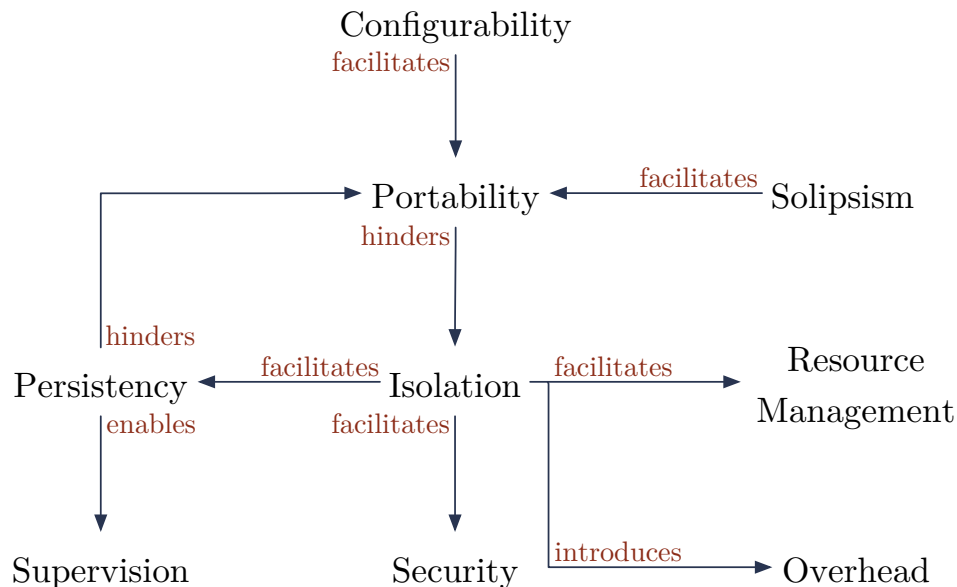 Configurability
facilitates
facilitates
Portability
Solipsism
hinders
hinders
facilitates
facilitates
Resource
Management
Persistency
Isolation
enables
facilitates
introduces
Supervision
Security
Overhead